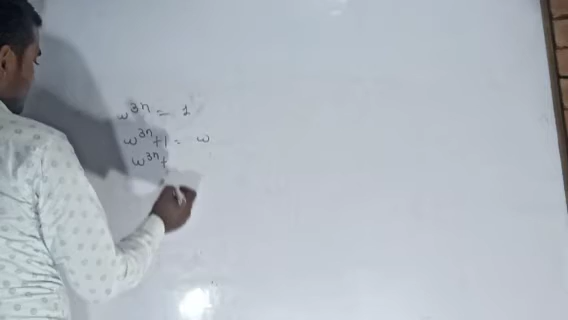 ω³ⁿ = 1
ω³ⁿ+1 = ω
ω³ⁿ+